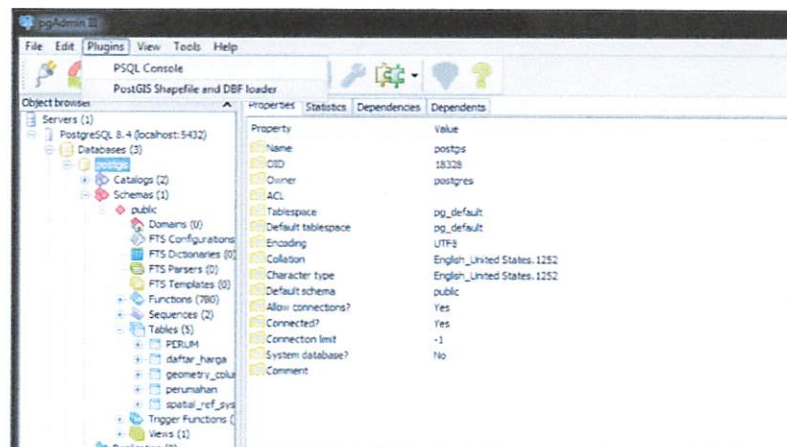 pgAdmin III
File Edit Plugins View Tools Help
PSQL Console
PostGIS Shapefile and DBF loader
Object browser
Properties Statistics Dependencies Dependents
Servers (1)
PostgreSQL 8.4 (localhost:5432)
Databases (3)
postgis
Catalogs (2)
Schemas (1)
public
Domains (0)
FTS Configurations
FTS Dictionaries (0)
FTS Parsers (0)
FTS Templates (0)
Functions (780)
Sequences (2)
Tables (5)
PERUM
daftar_harga
geometry_colu
perumahan
spatial_ref_sys
Trigger Functions (
Views (1)
Property Value
Name postgis
OID 18328
Owner postgres
ACL
Tablespace pg_default
Default tablespace pg_default
Encoding UTF8
Collation English_United States.1252
Character type English_United States.1252
Default schema public
Allow connections? Yes
Connected? Yes
Connection limit -1
System database? No
Comment